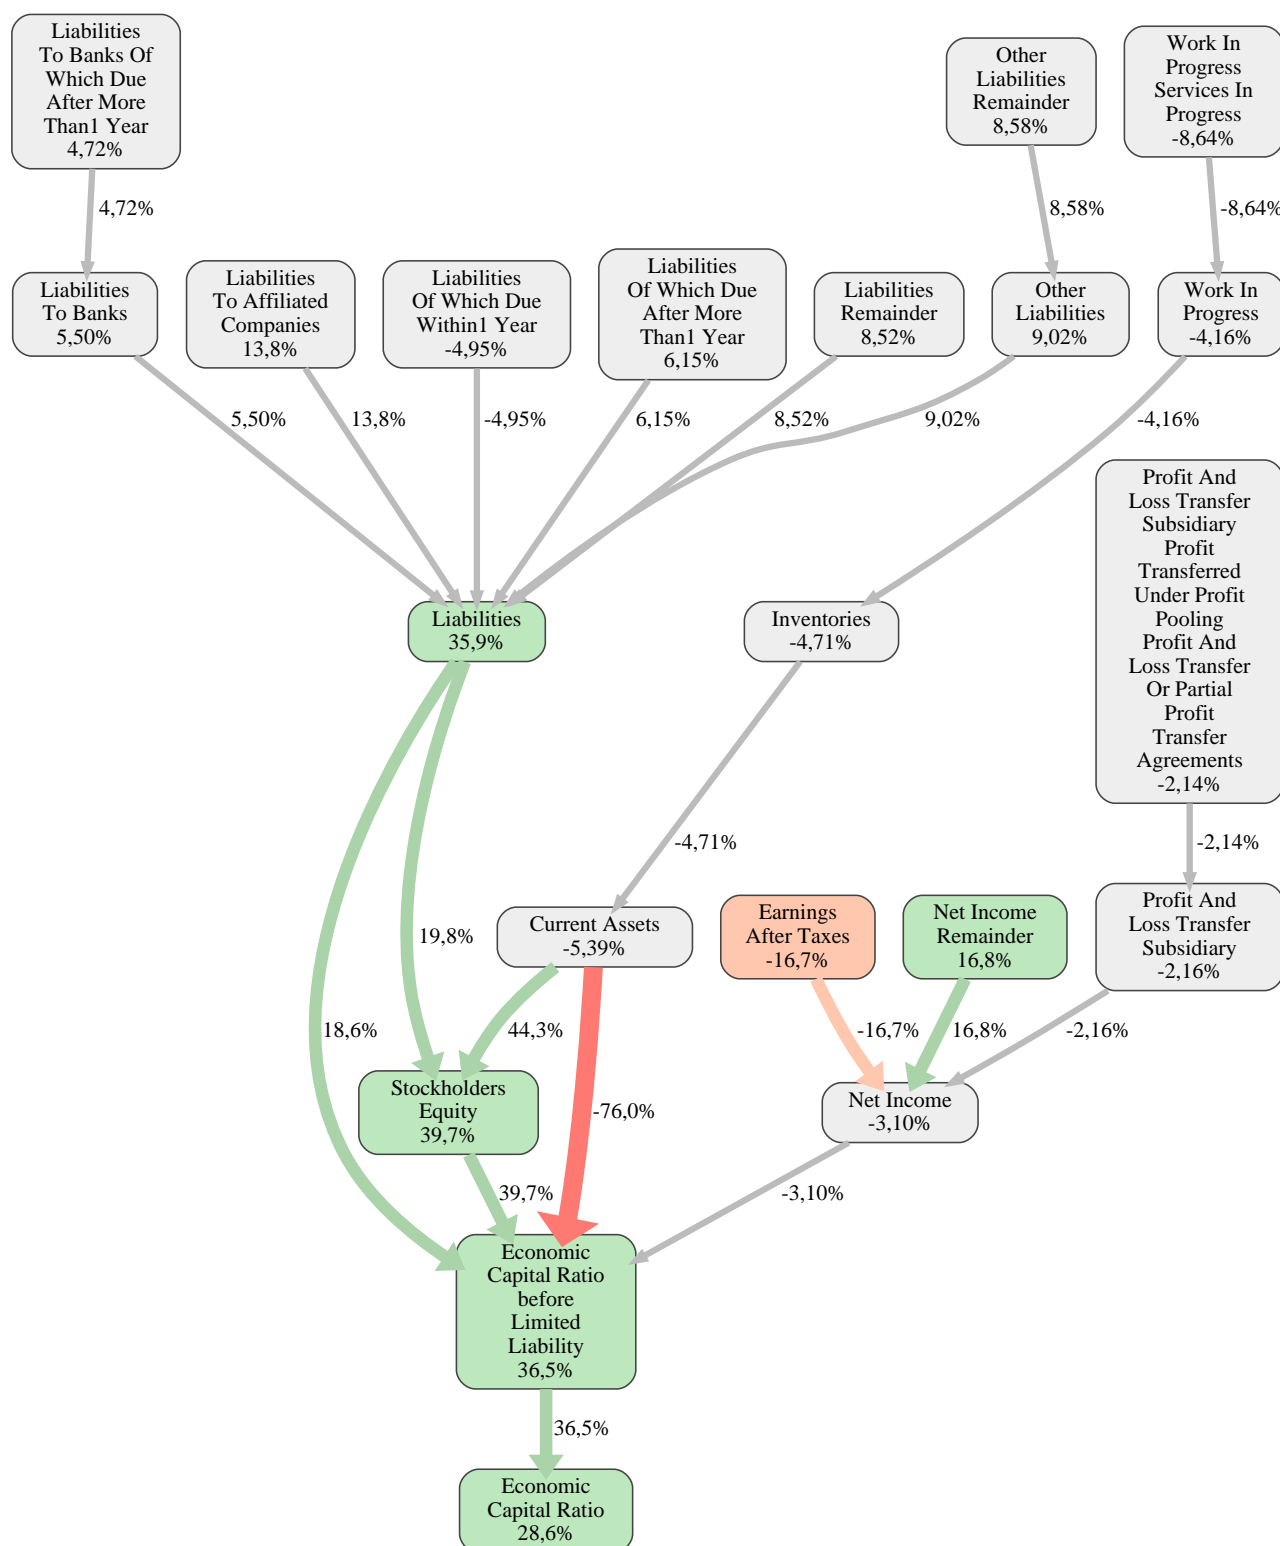 Liabilities
To Banks Of
Which Due
After More
Than1 Year
4,72%
Other
Liabilities
Remainder
8,58%
Work In
Progress
Services In
Progress
-8,64%
4,72%
8,58%
-8,64%
Liabilities
To Banks
5,50%
Liabilities
To Affiliated
Companies
13,8%
Liabilities
Of Which Due
Within1 Year
-4,95%
Liabilities
Of Which Due
After More
Than1 Year
6,15%
Liabilities
Remainder
8,52%
Other
Liabilities
9,02%
Work In
Progress
-4,16%
5,50%
13,8%
-4,95%
6,15%
8,52%
9,02%
-4,16%
Profit And
Loss Transfer
Subsidiary
Profit
Transferred
Under Profit
Pooling
Profit And
Loss Transfer
Or Partial
Profit
Transfer
Agreements
-2,14%
Liabilities
35,9%
Inventories
-4,71%
-4,71%
-2,14%
19,8%
Current Assets
-5,39%
Earnings
After Taxes
-16,7%
Net Income
Remainder
16,8%
Profit And
Loss Transfer
Subsidiary
-2,16%
18,6%
44,3%
-16,7%
16,8%
-2,16%
Stockholders
Equity
39,7%
-76,0%
Net Income
-3,10%
39,7%
-3,10%
Economic
Capital Ratio
before
Limited
Liability
36,5%
36,5%
Economic
Capital Ratio
28,6%